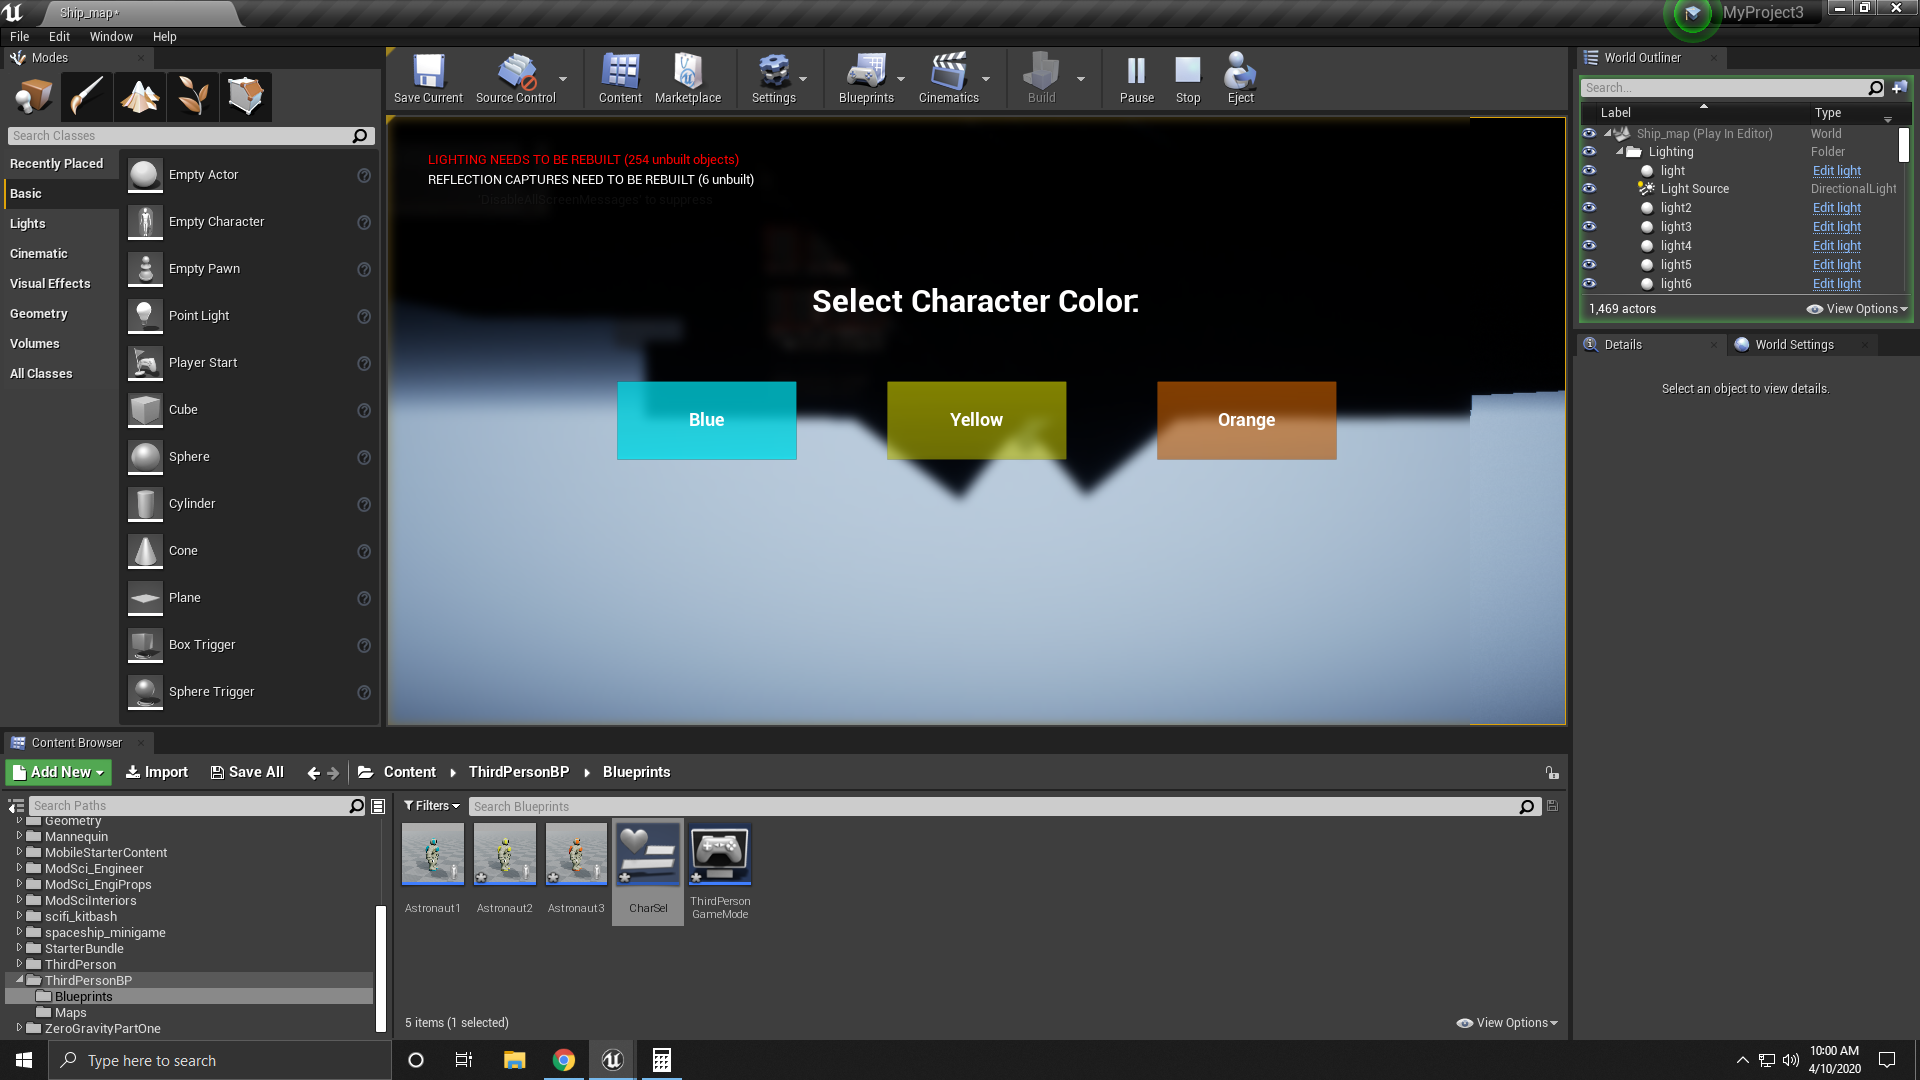 Ship_map*
MyProject3
File Edit Window Help
Modes
Search Classes
Recently Placed
Basic
Lights
Cinematic
Visual Effects
Geometry
Volumes
All Classes
Empty Actor
Empty Character
Empty Pawn
Point Light
Player Start
Cube
Sphere
Cylinder
Cone
Plane
Box Trigger
Sphere Trigger
Save Current
Source Control
Content
Marketplace
Settings
Blueprints
Cinematics
Build
Pause
Stop
Eject
LIGHTING NEEDS TO BE REBUILT (254 unbuilt objects)
REFLECTION CAPTURES NEED TO BE REBUILT (6 unbuilt)
'DisableAllScreenMessages' to suppress
Select Character Color:
Blue
Yellow
Orange
World Outliner
Search...
Label Type
Ship_map (Play In Editor) World
Lighting Folder
light Edit light
Light Source DirectionalLight
light2 Edit light
light3 Edit light
light4 Edit light
light5 Edit light
light6 Edit light
1,469 actors View Options
Details
World Settings
Select an object to view details.
Content Browser
Add New
Import
Save All
Content
ThirdPersonBP
Blueprints
Search Paths
Geometry
Mannequin
MobileStarterContent
ModSci_Engineer
ModSci_EngiProps
ModSciInteriors
scifi_kitbash
spaceship_minigame
StarterBundle
ThirdPerson
ThirdPersonBP
Blueprints
Maps
ZeroGravityPartOne
Filters
Search Blueprints
Astronaut1
Astronaut2
Astronaut3
CharSel
ThirdPerson
GameMode
5 items (1 selected)
View Options
Type here to search
10:00 AM
4/10/2020